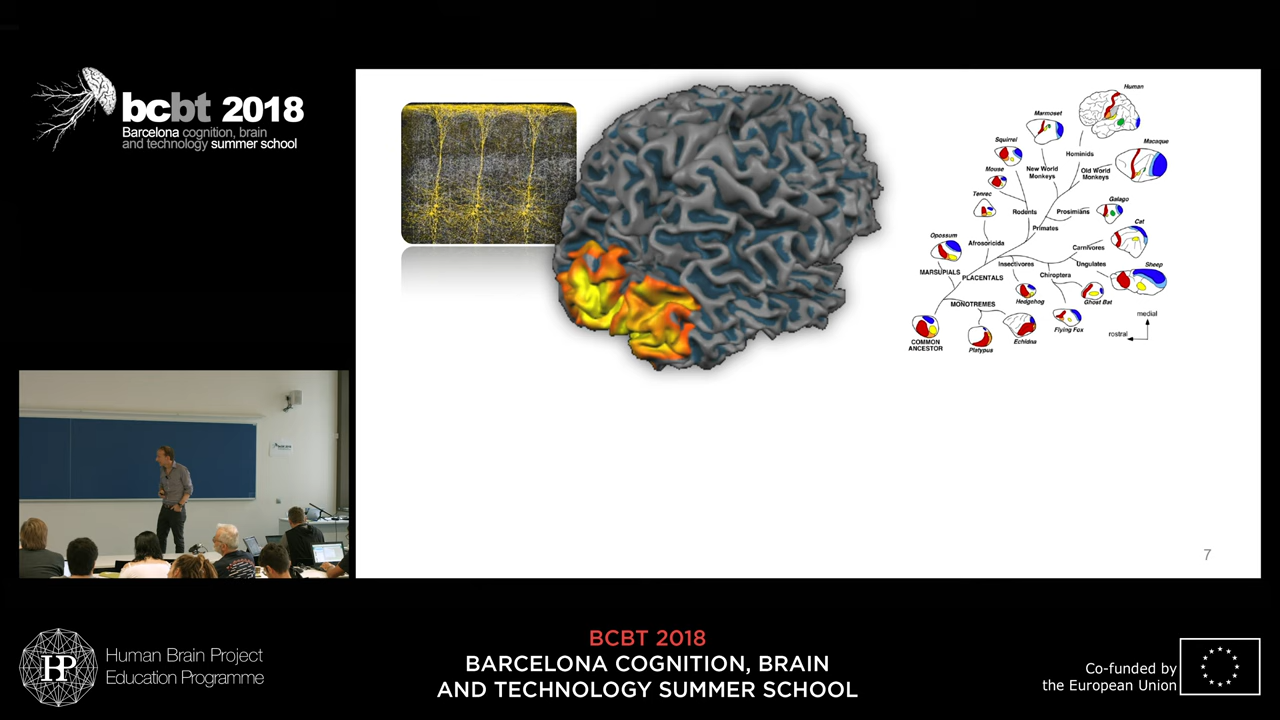 bcbt 2018
Barcelona cognition, brain
and technology summer school
Human
Marmoset
Macaque
Squirrel
Hominids
Mouse
New World
Monkeys
Old World
Monkeys
Tenrec
Galago
Rodents
Prosimians
Cat
Primates
Opossum
Afrosoricida
Carnivores
Insectivores
Ungulates
Sheep
MARSUPIALS
PLACENTALS
Chiroptera
Hedgehog
Ghost Bat
MONOTREMES
medial
Flying Fox
rostral
COMMON
ANCESTOR
Platypus
Echidna
7
HP
Human Brain Project
Education Programme
BCBT 2018
BARCELONA COGNITION, BRAIN
AND TECHNOLOGY SUMMER SCHOOL
Co-funded by
the European Union